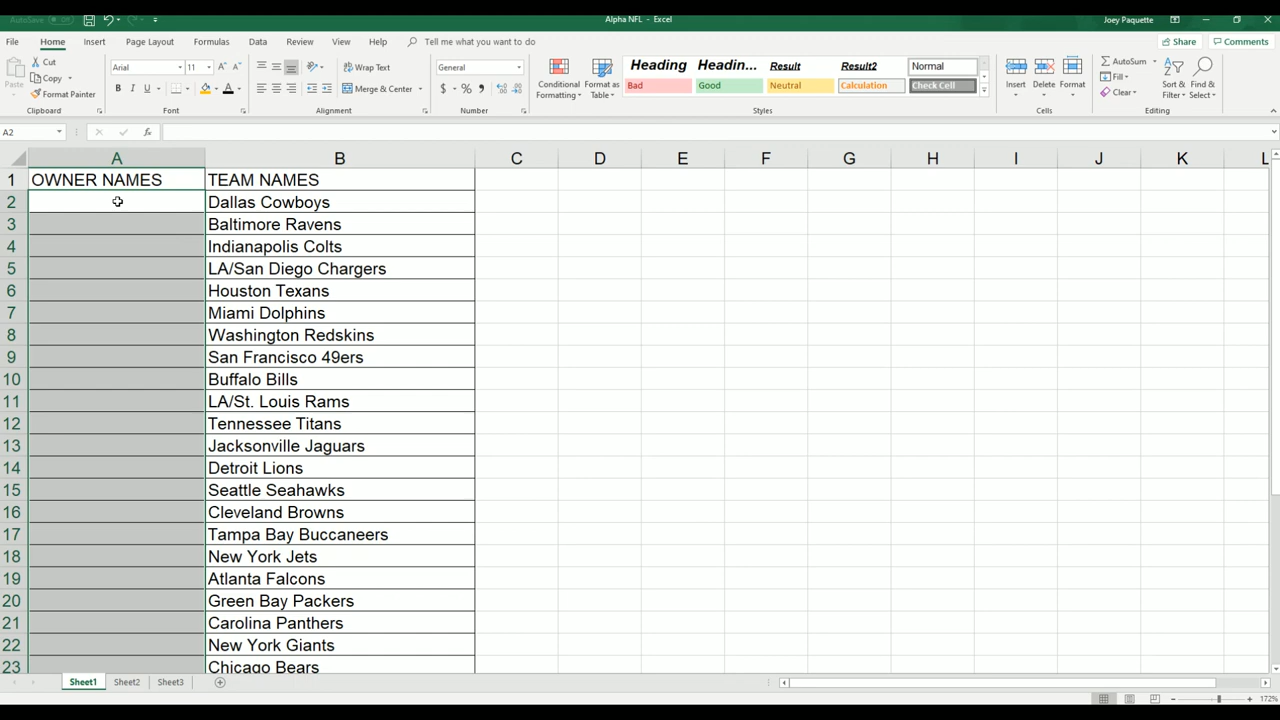 AutoSave Off Alpha NFL - Excel Joey Paquette
File Home Insert Page Layout Formulas Data Review View Help Tell me what you want to do Share Comments
Paste Cut Copy Format Painter Clipboard
Arial 11 B I U A Font
Wrap Text Merge & Center Alignment
General $ % , Number
Conditional Formatting Format as Table
Heading Headin... Result Result2 Normal
Bad Good Neutral Calculation Check Cell
Styles
Insert Delete Format Cells
AutoSum Fill Clear Sort & Filter Find & Select Editing
A2 fx
A B C D E F G H I J K L
1 OWNER NAMES TEAM NAMES
2 Dallas Cowboys
3 Baltimore Ravens
4 Indianapolis Colts
5 LA/San Diego Chargers
6 Houston Texans
7 Miami Dolphins
8 Washington Redskins
9 San Francisco 49ers
10 Buffalo Bills
11 LA/St. Louis Rams
12 Tennessee Titans
13 Jacksonville Jaguars
14 Detroit Lions
15 Seattle Seahawks
16 Cleveland Browns
17 Tampa Bay Buccaneers
18 New York Jets
19 Atlanta Falcons
20 Green Bay Packers
21 Carolina Panthers
22 New York Giants
23 Chicago Bears
Sheet1 Sheet2 Sheet3
172%